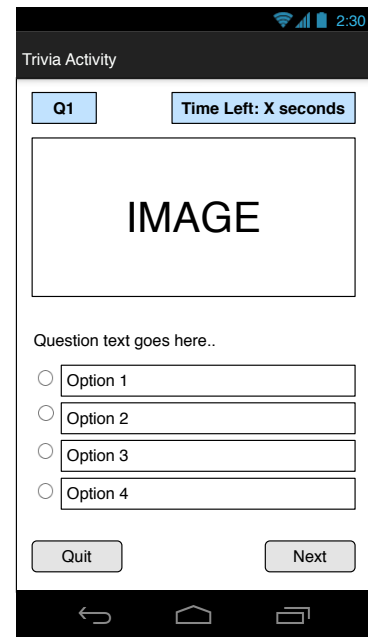 2:30
Trivia Activity
Q1 Time Left: X seconds
IMAGE
Question text goes here..
Option 1
Option 2
Option 3
Option 4
Quit Next